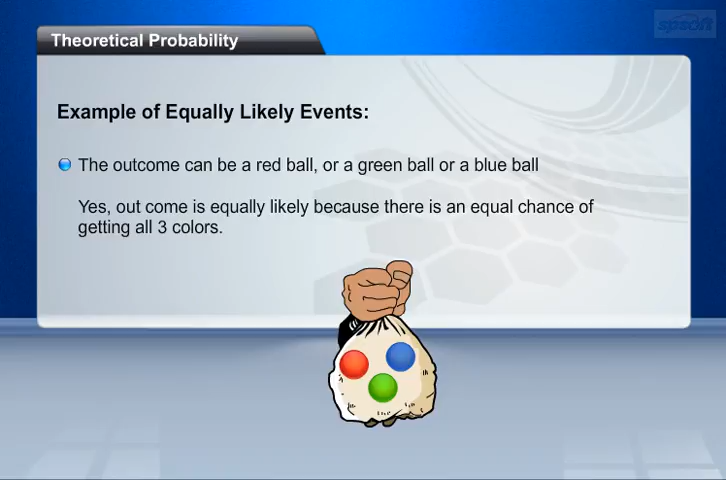 spsoft
Theoretical Probability
Example of Equally Likely Events:
The outcome can be a red ball, or a green ball or a blue ball
Yes, out come is equally likely because there is an equal chance of
getting all 3 colors.